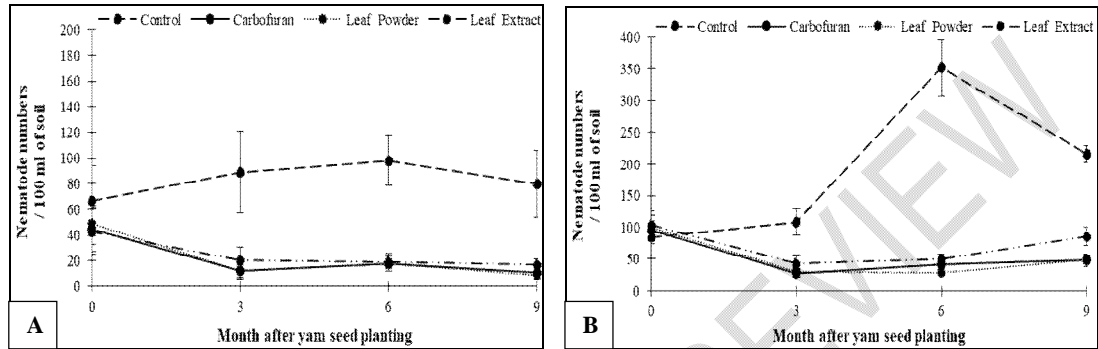 Control Carbofuran Leaf Powder Leaf Extract
200
180
160
140
120
100
80
60
40
20
0
Nematode numbers
/ 100 ml of soil
0 3 6 9
Month after yam seed planting
A
Control Carbofuran Leaf Powder Leaf Extract
400
350
300
250
200
150
100
50
0
Nematode numbers
/ 100 ml of soil
0 3 6 9
Month after yam seed planting
B